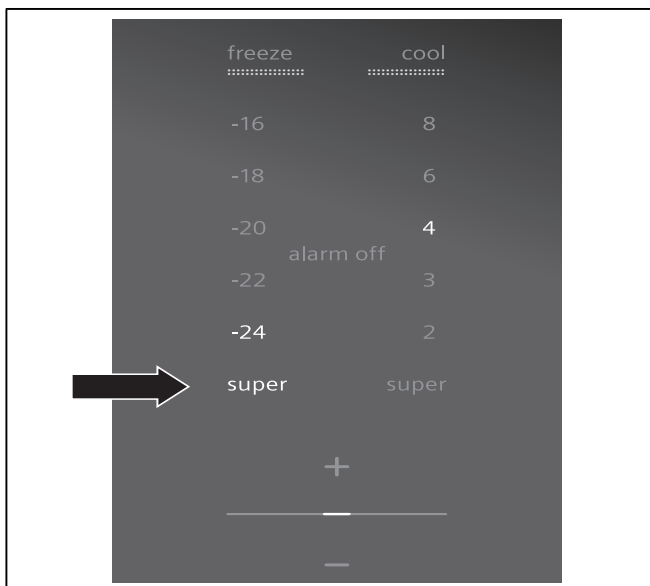 freeze cool
-16 8
-18 6
-20 4
alarm off
-22 3
-24 2
super super
+
−